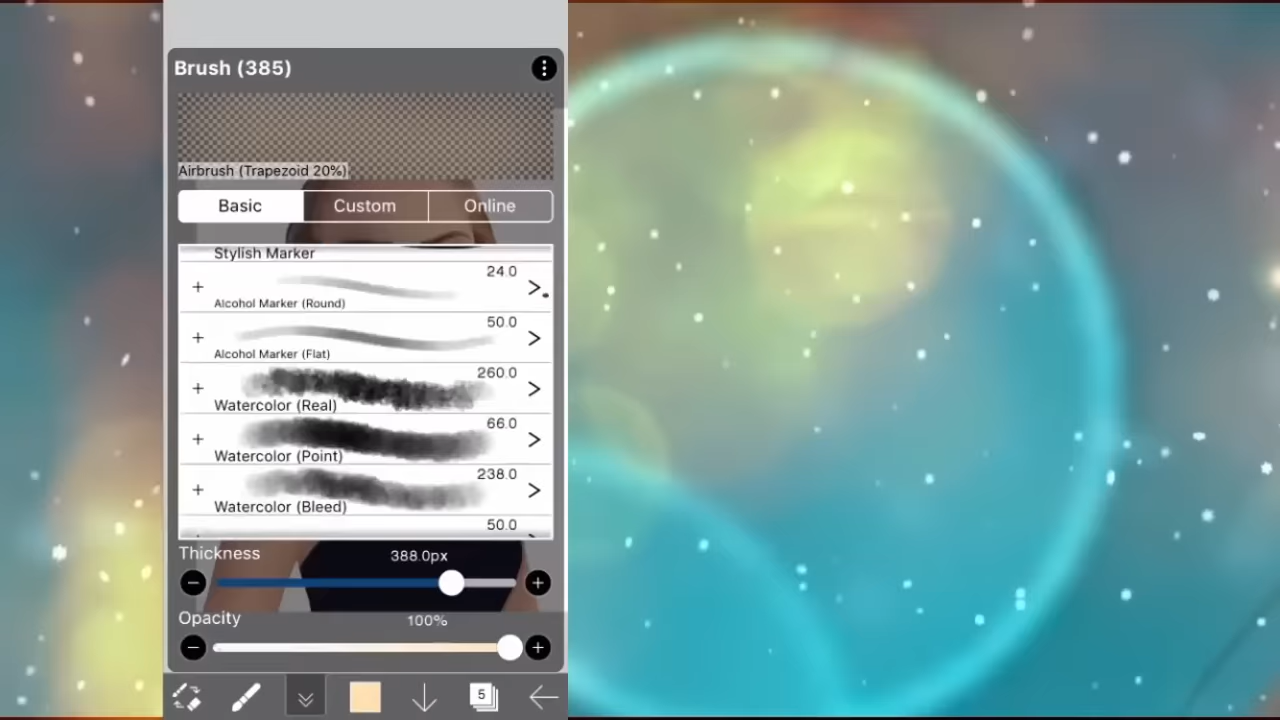 Brush (385)
Airbrush (Trapezoid 20%)
Basic
Custom
Online
Stylish Marker
24.0
+
>
Alcohol Marker (Round)
50.0
+
>
Alcohol Marker (Flat)
260.0
+
>
Watercolor (Real)
66.0
+
>
Watercolor (Point)
238.0
+
>
Watercolor (Bleed)
50.0
Thickness
388.0px
Opacity
100%
5